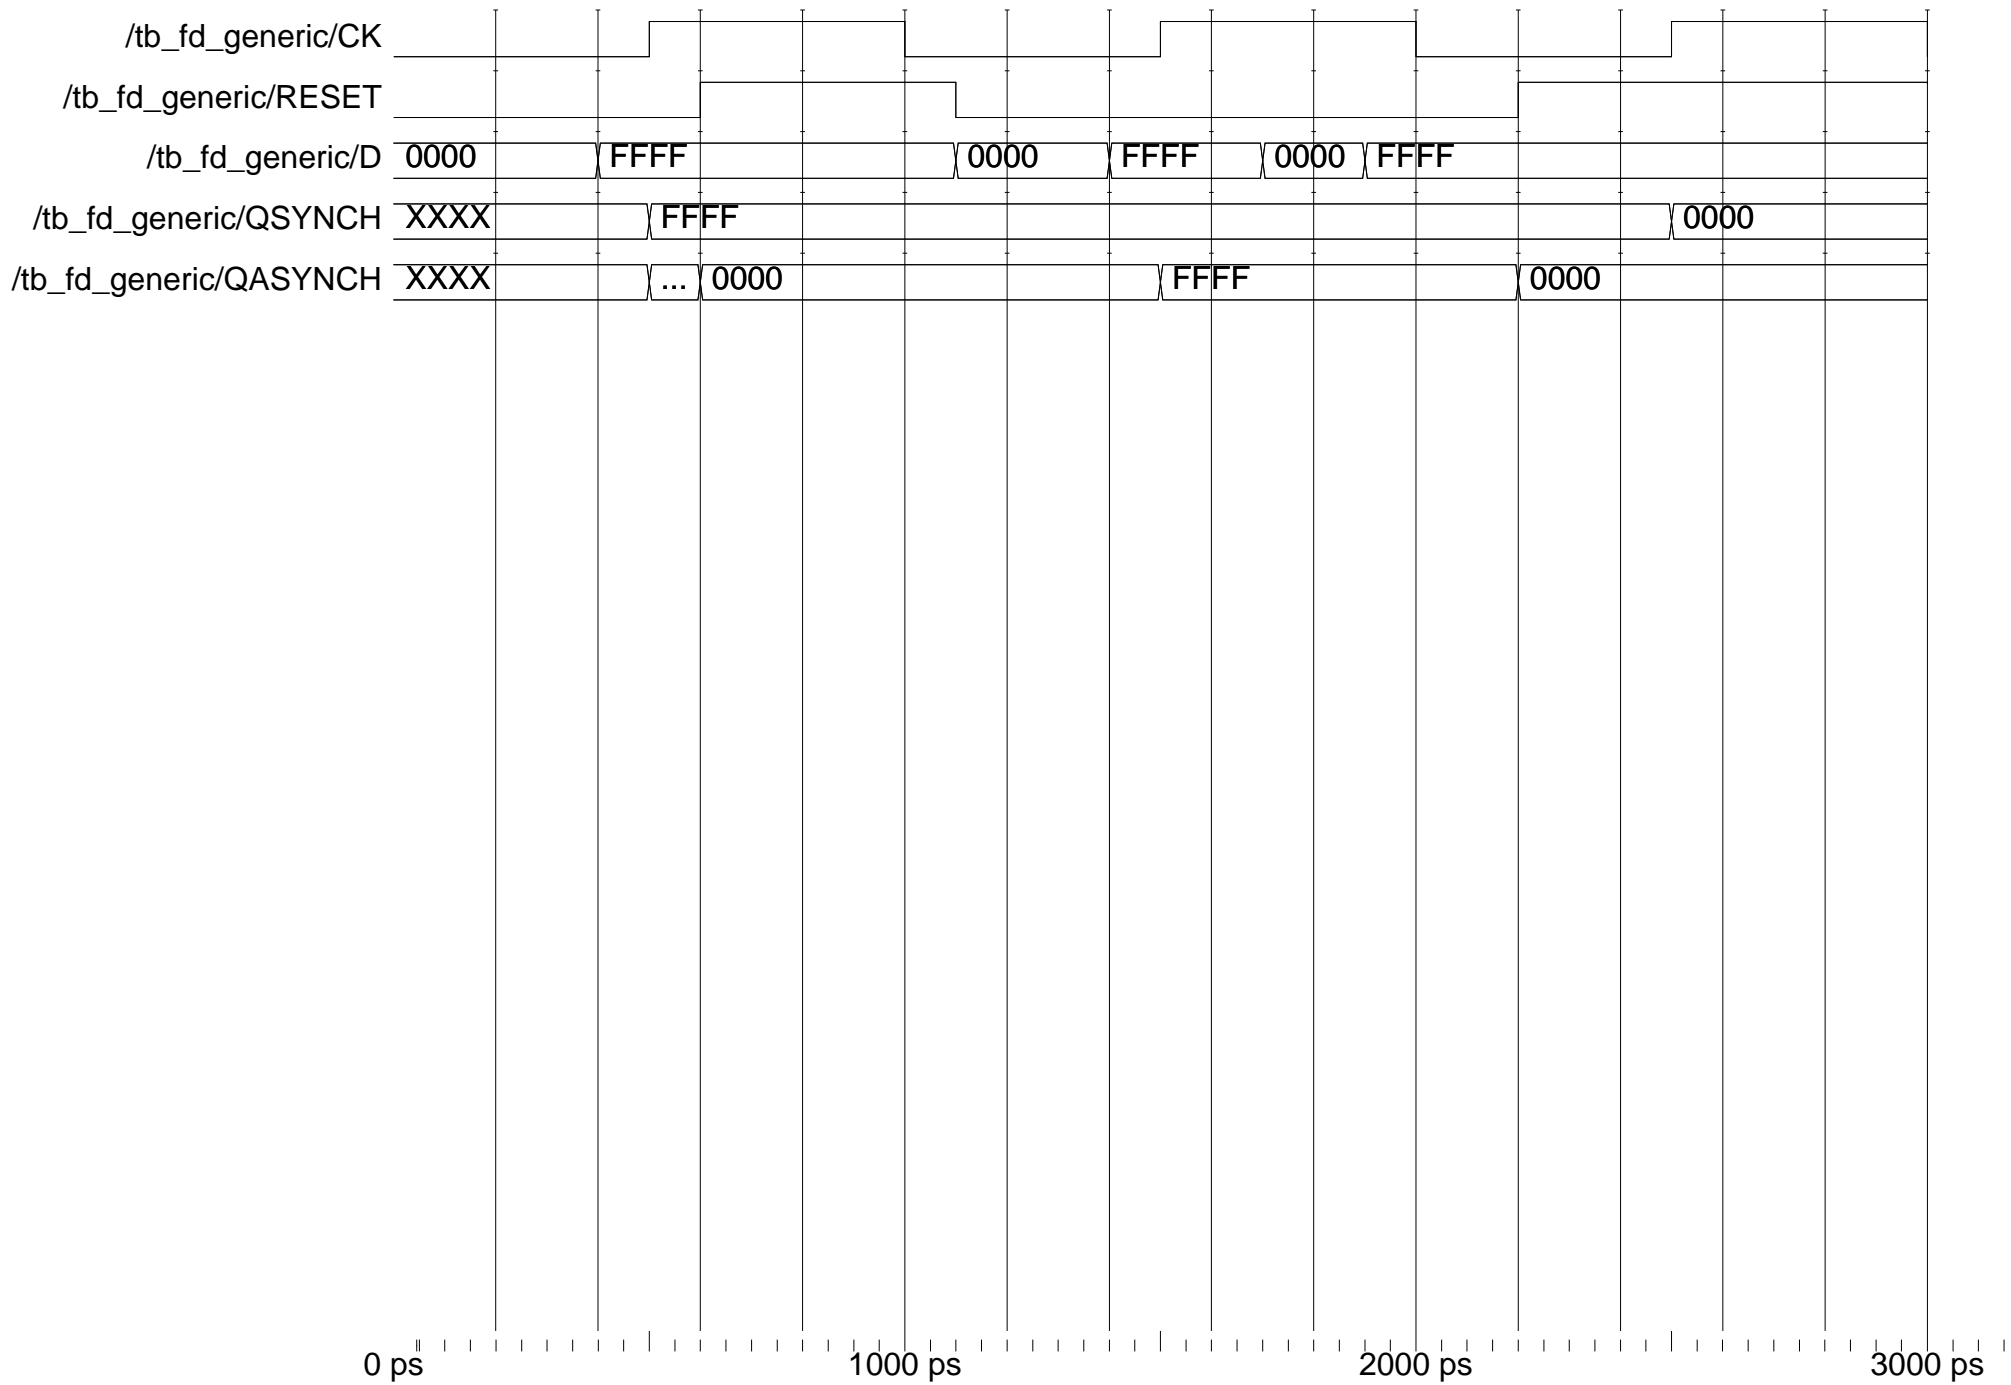 /tb_fd_generic/CK
/tb_fd_generic/RESET
/tb_fd_generic/D 0000 FFFF 0000 FFFF 0000 FFFF
/tb_fd_generic/QSYNCH XXXX FFFF 0000
/tb_fd_generic/QASYNCH XXXX ... 0000 FFFF 0000
0 ps 1000 ps 2000 ps 3000 ps